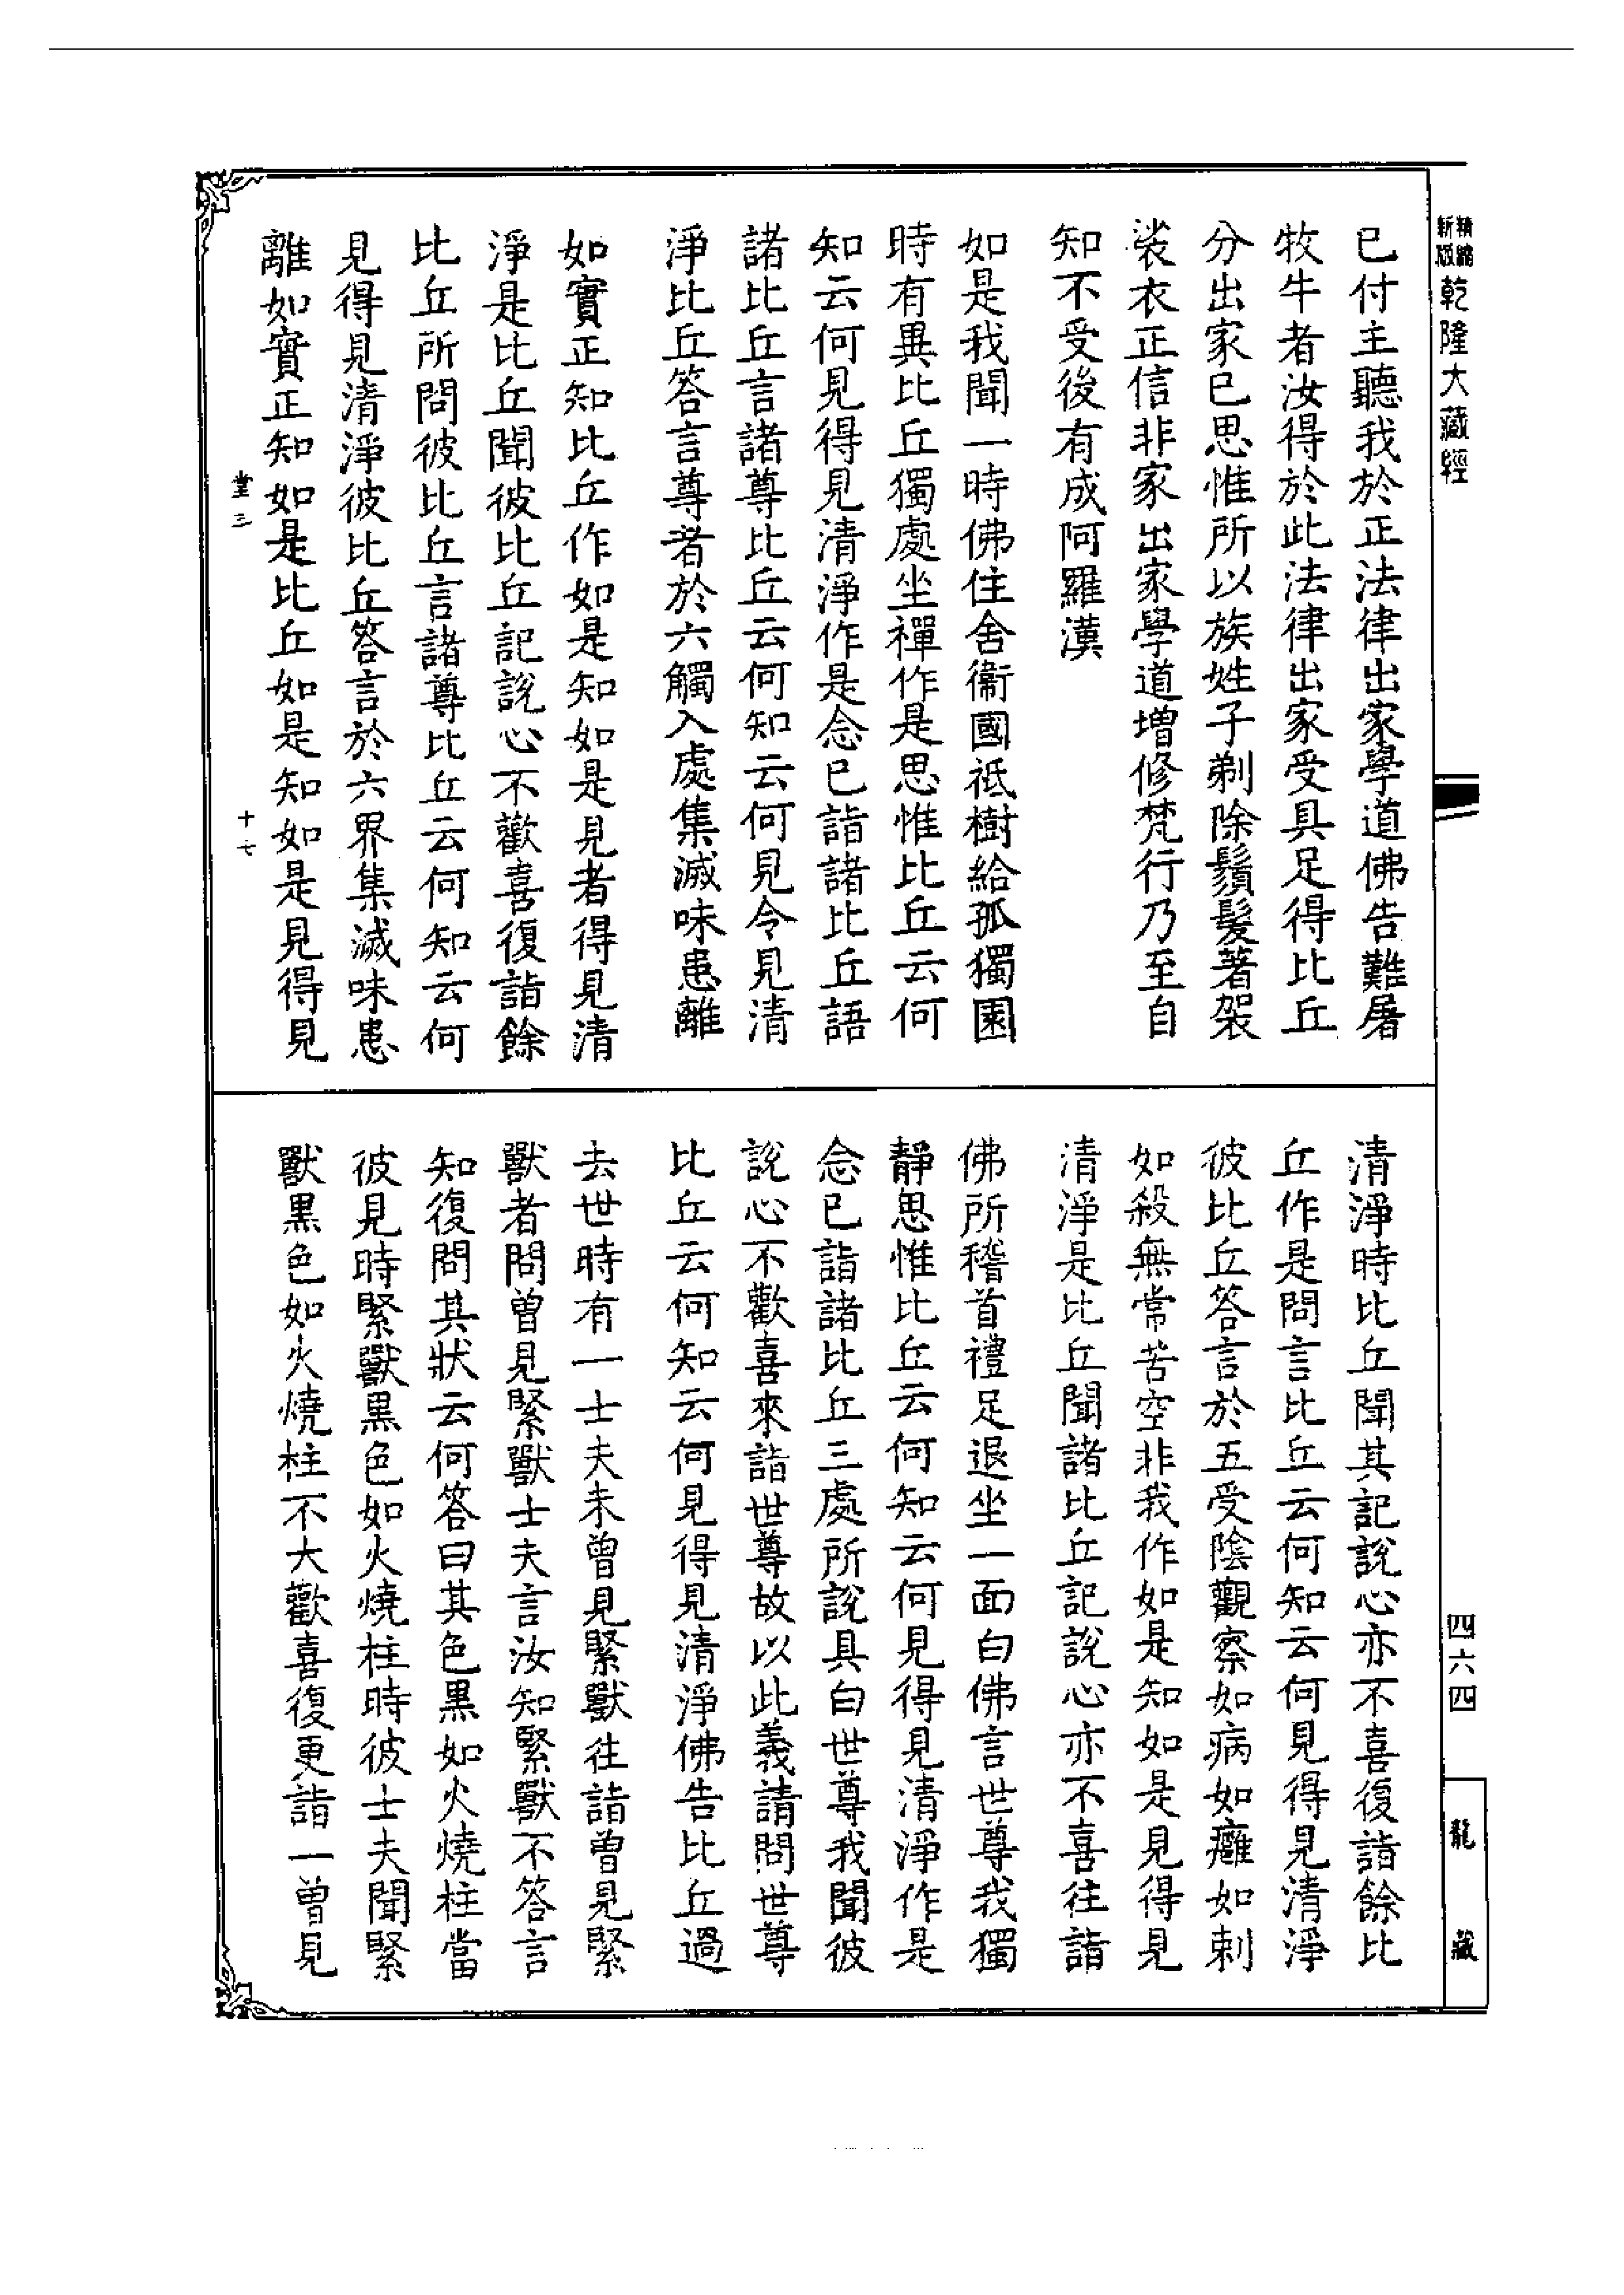 精編
新版
乾隆大藏經
已付主聽我於正法律出家學道佛告難屠
牧牛者汝得於此法律出家受具足得比丘
分出家已思惟所以族姓子剃除鬚髮著袈
裟衣正信非家出家學道增修梵行乃至自
知不受後有成阿羅漢
如是我聞一時佛住舍衞國祇樹給孤獨園
時有異比丘獨處坐禪作是思惟比丘云何
知云何見得見清淨作是念已詣諸比丘語
諸比丘言諸尊比丘云何知云何見令見清
淨比丘答言尊者於六觸入處集滅味患離
如實正知比丘作如是知如是見者得見清
淨是比丘聞彼比丘記說心不歡喜復詣餘
比丘所問彼比丘言諸尊比丘云何知云何
見得見清淨彼比丘答言於六界集滅味患
離如實正知如是比丘如是知如是見得見
堂三
十七
清淨時比丘聞其記說心亦不喜復詣餘比
丘作是問言比丘云何知云何見得見清淨
彼比丘答言於五受陰觀察如病如癰如刺
如殺無常苦空非我作如是知如是見得見
清淨是比丘聞諸比丘記說心亦不喜往詣
佛所稽首禮足退坐一面白佛言世尊我獨
靜思惟比丘云何知云何見得見清淨作是
念已詣諸比丘三處所說具白世尊我聞彼
說心不歡喜來詣世尊故以此義請問世尊
比丘云何知云何見得見清淨佛告比丘過
去世時有一士夫未曾見緊獸往詣曾見緊
獸者問曾見緊獸士夫言汝知緊獸不答言
知復問其狀云何答曰其色黑如火燒柱當
彼見時緊獸黑色如火燒柱時彼士夫聞緊
獸黑色如火燒柱不大歡喜復更詣一曾見
四六四
龍藏